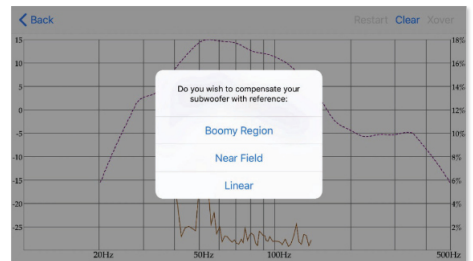 Back Restart Clear Xover
15 18%
10 16%
5 14%
0 12%
-5 10%
-10 8%
-15 6%
-20 4%
-25 2%
Do you wish to compensate your
subwoofer with reference:
Boomy Region
Near Field
Linear
20Hz 50Hz 100Hz 500Hz